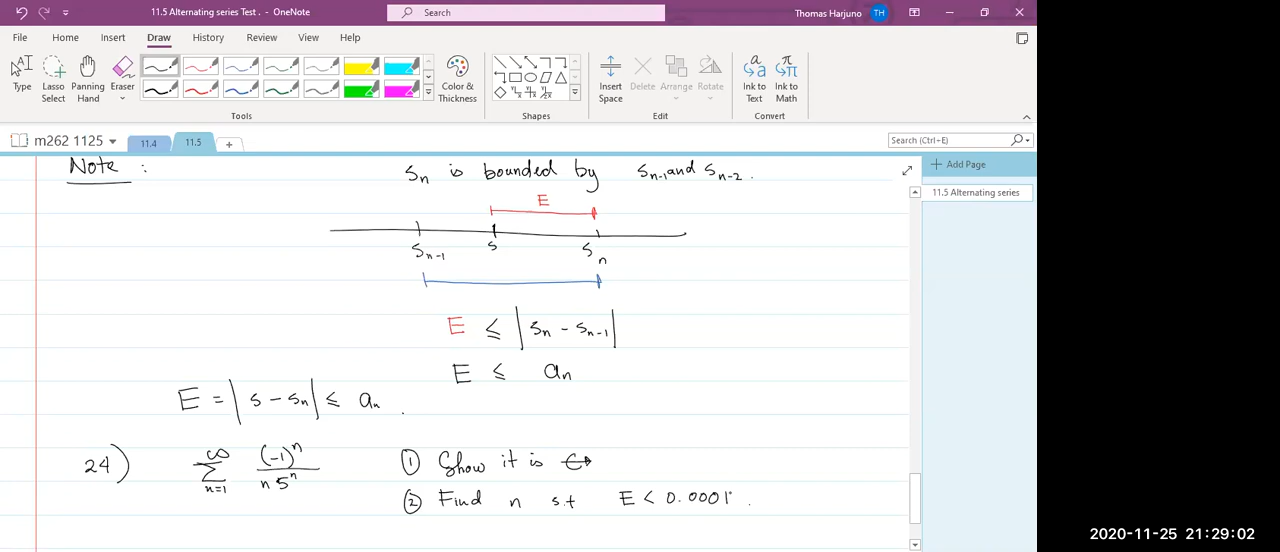 11.5 Alternating series Test . - OneNote
Search
Thomas Harjuno
TH
File Home Insert Draw History Review View Help
Type
Lasso Select
Panning Hand
Eraser
Color & Thickness
Insert Space
Delete
Arrange
Rotate
Ink to Text
Ink to Math
Tools
Shapes
Edit
Convert
m262 1125
11.4
11.5
Search (Ctrl+E)
Add Page
11.5 Alternating series
Note :
Sn is bounded by Sn-1 and Sn-2.
E
Sn-1 S Sn
E ≤ |Sn - Sn-1|
E ≤ an
E = |S - Sn| ≤ an.
24) ∑_{n=1}^{∞} (-1)^n / (n 5^n)
① Show it is
② Find n s.t E < 0.0001.
2020-11-25 21:29:02